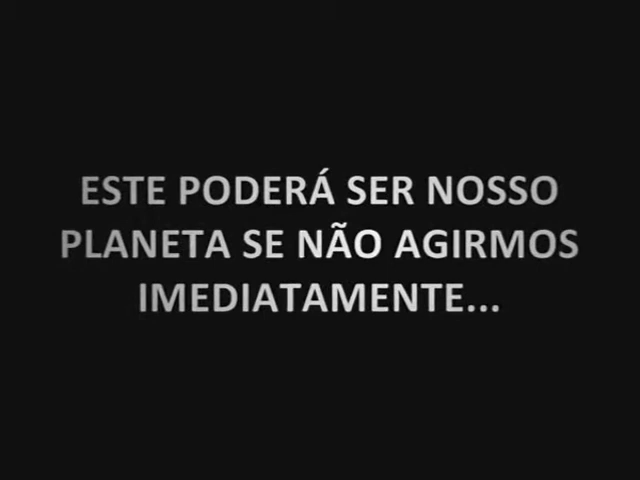 ESTE PODERÁ SER NOSSO
PLANETA SE NÃO AGIRMOS
IMEDIATAMENTE...